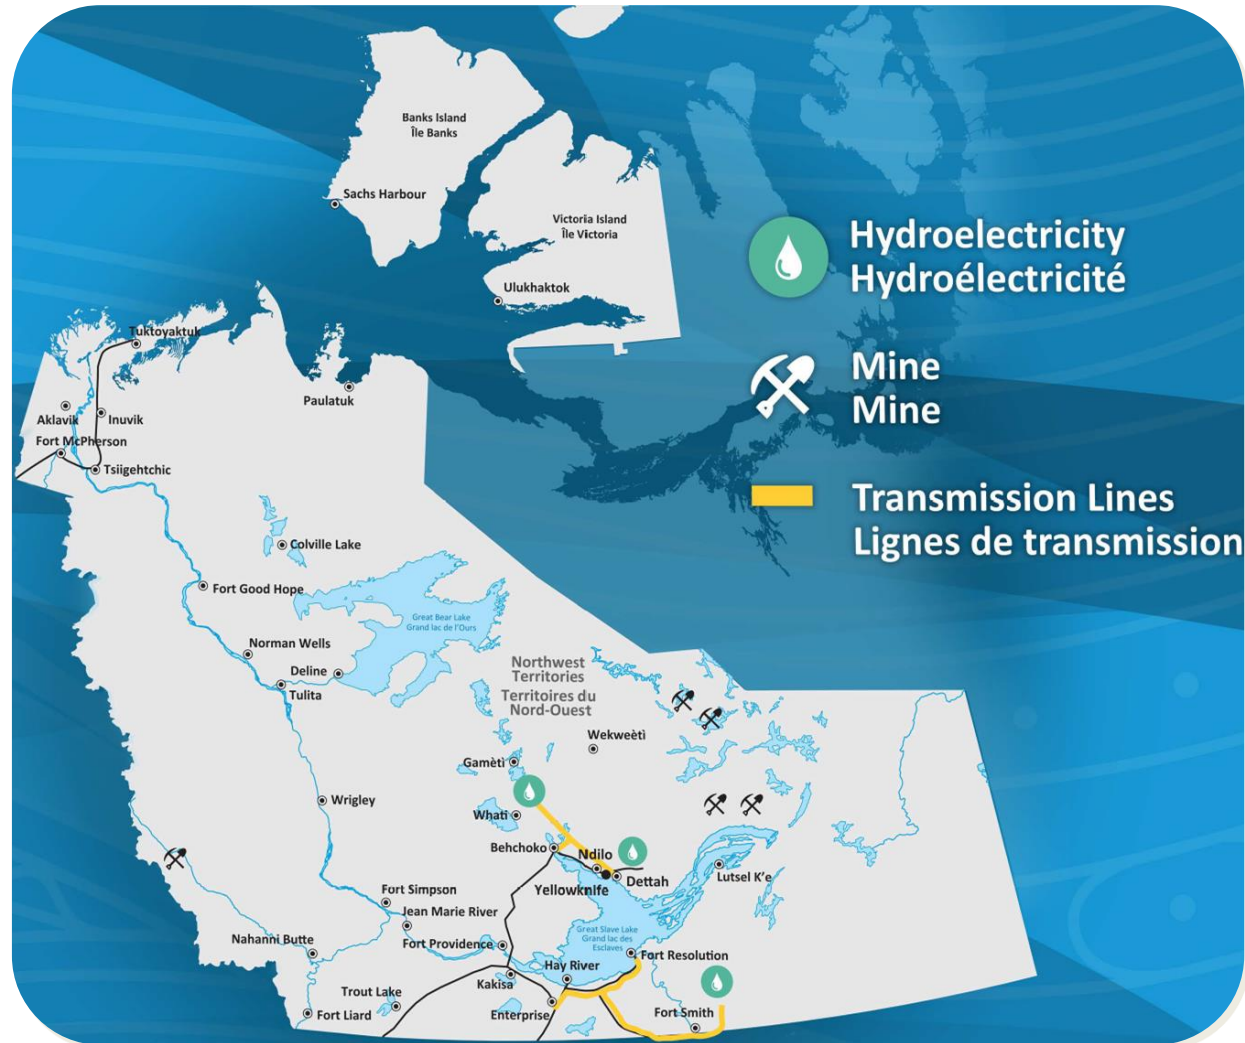 Banks Island
Île Banks
Sachs Harbour
Victoria Island
Île Victoria
Hydroelectricity
Hydroélectricité
Ulukhaktok
Tuktoyaktuk
Mine
Mine
Paulatuk
Aklavik
Inuvik
Fort McPherson
Tsiigehtchic
Transmission Lines
Lignes de transmission
Colville Lake
Fort Good Hope
Great Bear Lake
Grand lac de l'Ours
Norman Wells
Deline
Tulita
Northwest
Territories
Territoires du
Nord-Ouest
Wekweètì
Gamètì
Wrigley
Whatì
Behchoko
Ndilo
Dettah
Yellowknife
Lutsel K'e
Fort Simpson
Jean Marie River
Fort Providence
Great Slave Lake
Grand lac des
Esclaves
Nahanni Butte
Fort Resolution
Hay River
Kakisa
Trout Lake
Enterprise
Fort Liard
Fort Smith